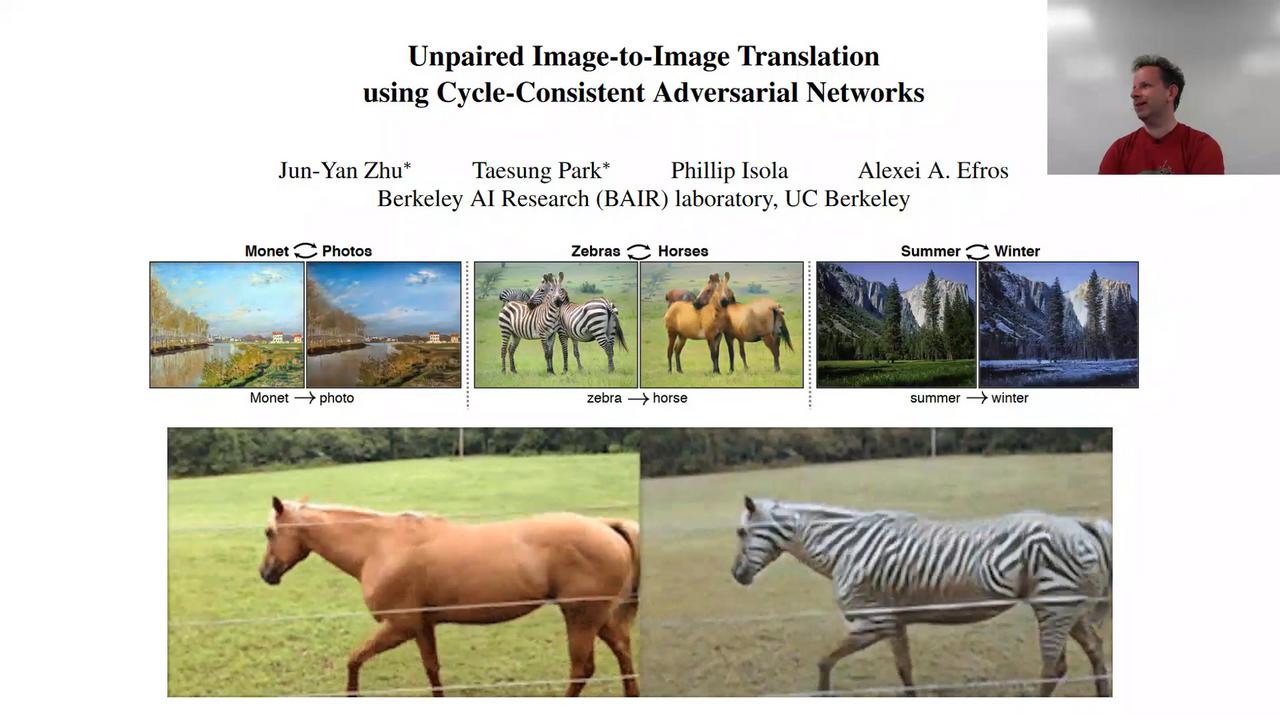 Unpaired Image-to-Image Translation
using Cycle-Consistent Adversarial Networks
Jun-Yan Zhu* Taesung Park* Phillip Isola Alexei A. Efros
Berkeley AI Research (BAIR) laboratory, UC Berkeley
Monet Photos
Zebras Horses
Summer Winter
Monet → photo
zebra → horse
summer → winter